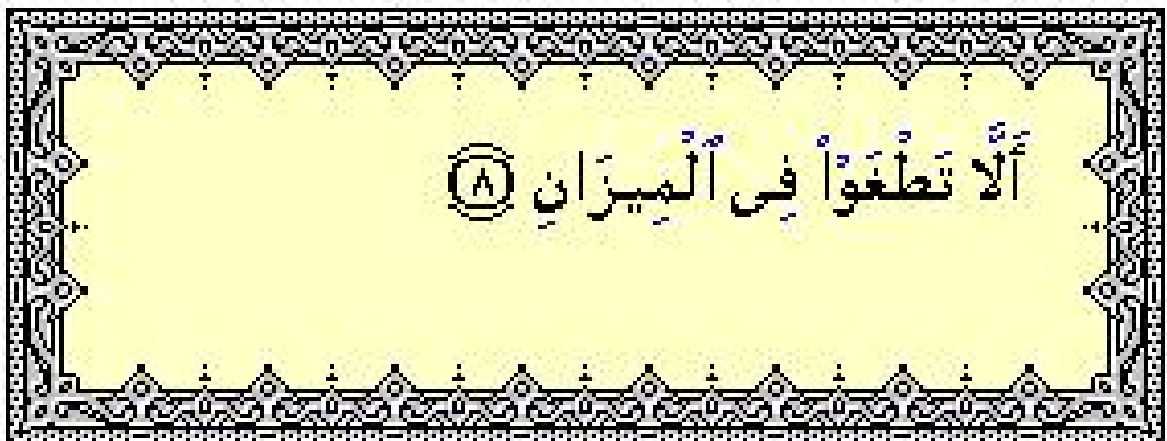 أَلَّا تَطْغَوْا۟ فِى ٱلْمِيزَانِ ٨